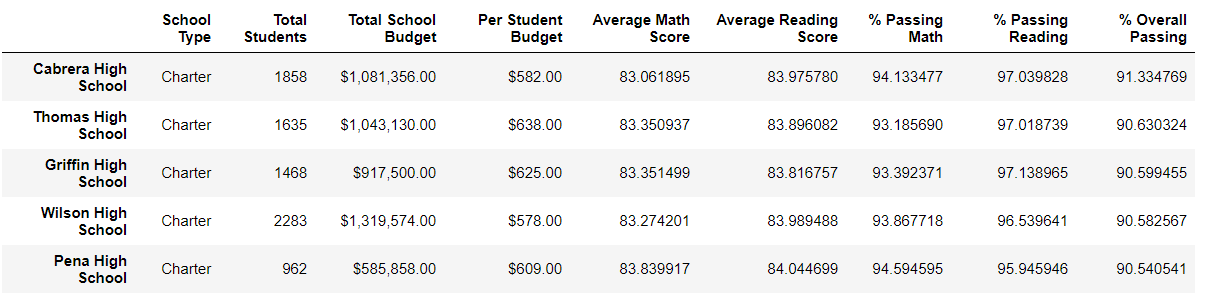 School Type Total Students Total School Budget Per Student Budget Average Math Score Average Reading Score % Passing Math % Passing Reading % Overall Passing
Cabrera High School Charter 1858 $1,081,356.00 $582.00 83.061895 83.975780 94.133477 97.039828 91.334769
Thomas High School Charter 1635 $1,043,130.00 $638.00 83.350937 83.896082 93.185690 97.018739 90.630324
Griffin High School Charter 1468 $917,500.00 $625.00 83.351499 83.816757 93.392371 97.138965 90.599455
Wilson High School Charter 2283 $1,319,574.00 $578.00 83.274201 83.989488 93.867718 96.539641 90.582567
Pena High School Charter 962 $585,858.00 $609.00 83.839917 84.044699 94.594595 95.945946 90.540541